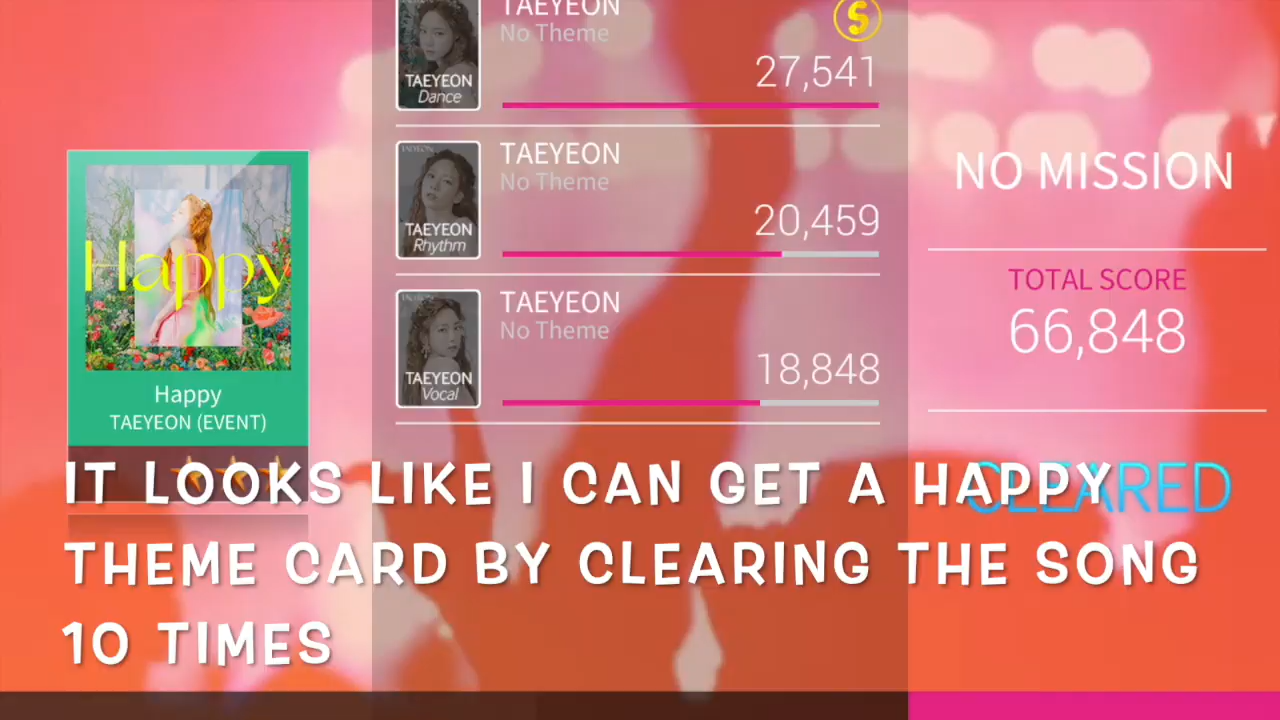 TAEYEON
No Theme
S
27,541
TAEYEON
Dance
TAEYEON
No Theme
20,459
TAEYEON
Rhythm
TAEYEON
No Theme
18,848
TAEYEON
Vocal
Happy
Happy
TAEYEON (EVENT)
NO MISSION
TOTAL SCORE
66,848
CLEARED
IT LOOKS LIKE I CAN GET A HAPPY
THEME CARD BY CLEARING THE SONG
10 TIMES